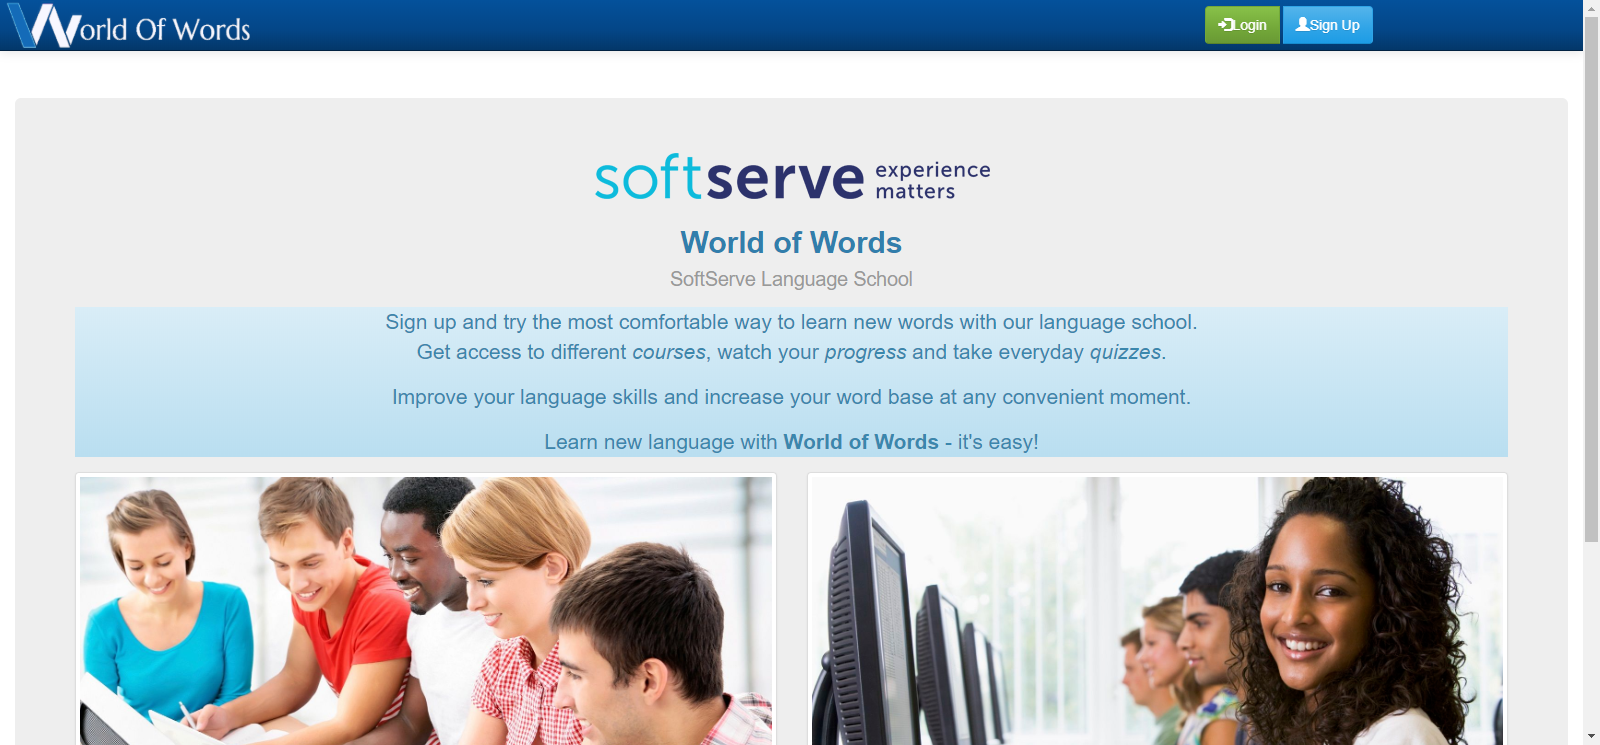 World Of Words
Login
Sign Up
softserve experience matters
World of Words
SoftServe Language School
Sign up and try the most comfortable way to learn new words with our language school.
Get access to different courses, watch your progress and take everyday quizzes.
Improve your language skills and increase your word base at any convenient moment.
Learn new language with World of Words - it's easy!